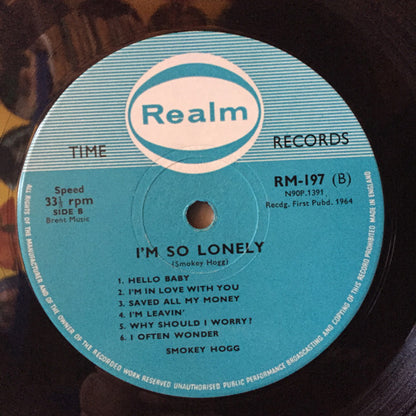 Realm
TIME RECORDS
Speed
33⅓ rpm
SIDE B
Brent Music
RM-197 (B)
N90P.1391
Recdg. First Pubd. 1964
I'M SO LONELY
(Smokey Hogg)
1. HELLO BABY
2. I'M IN LOVE WITH YOU
3. SAVED ALL MY MONEY
4. I'M LEAVIN'
5. WHY SHOULD I WORRY?
6. I OFTEN WONDER
SMOKEY HOGG
ALL RIGHTS OF THE MANUFACTURER AND OF THE OWNER OF THE RECORDED WORK RESERVED UNAUTHORISED PUBLIC PERFORMANCE BROADCASTING AND COPYING OF THIS RECORD PROHIBITED MADE IN ENGLAND